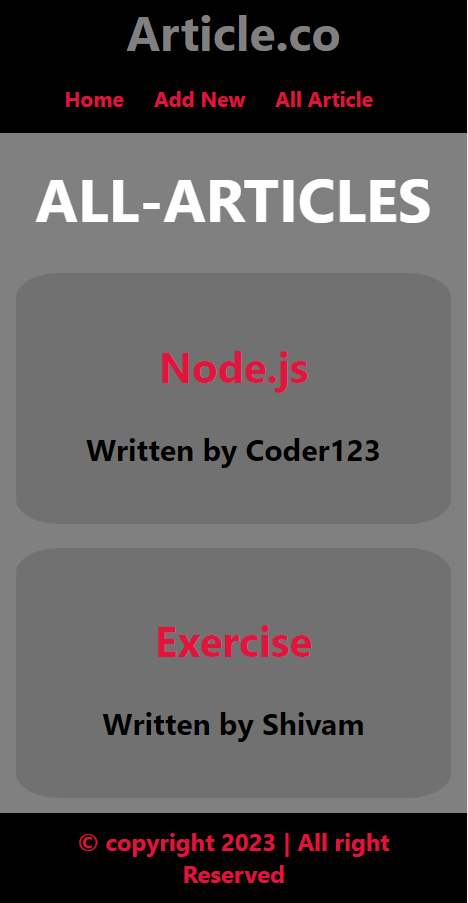 Article.co
Home Add New All Article
ALL-ARTICLES
Node.js
Written by Coder123
Exercise
Written by Shivam
© copyright 2023 | All right
Reserved